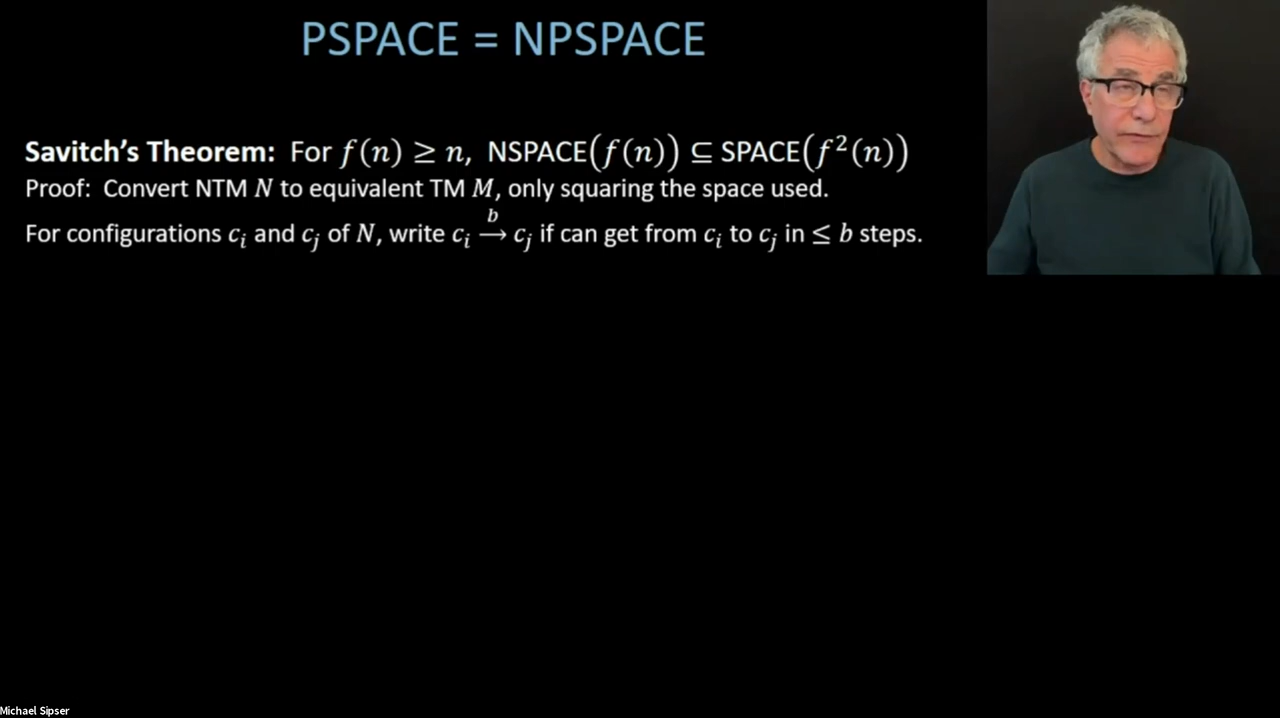 PSPACE = NPSPACE
Savitch's Theorem: For f(n) ≥ n, NSPACE(f(n)) ⊆ SPACE(f²(n))
Proof: Convert NTM N to equivalent TM M, only squaring the space used.
For configurations cᵢ and cⱼ of N, write cᵢ →ᵇ cⱼ if can get from cᵢ to cⱼ in ≤ b steps.
Michael Sipser